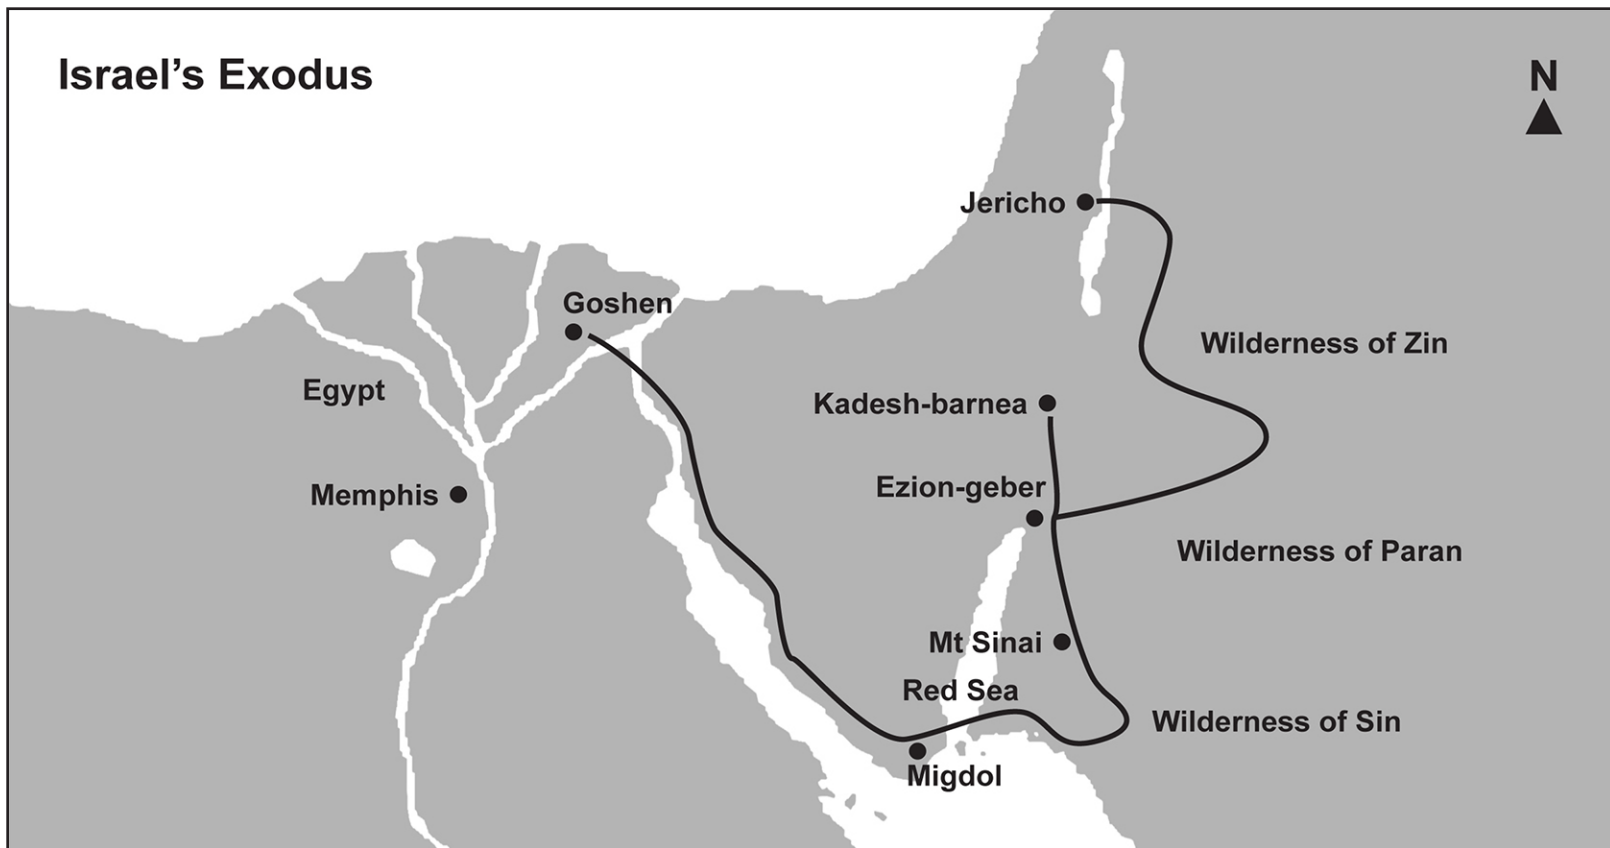 Israel's Exodus
N
Jericho
Goshen
Wilderness of Zin
Egypt
Kadesh-barnea
Ezion-geber
Memphis
Wilderness of Paran
Mt Sinai
Red Sea
Wilderness of Sin
Migdol